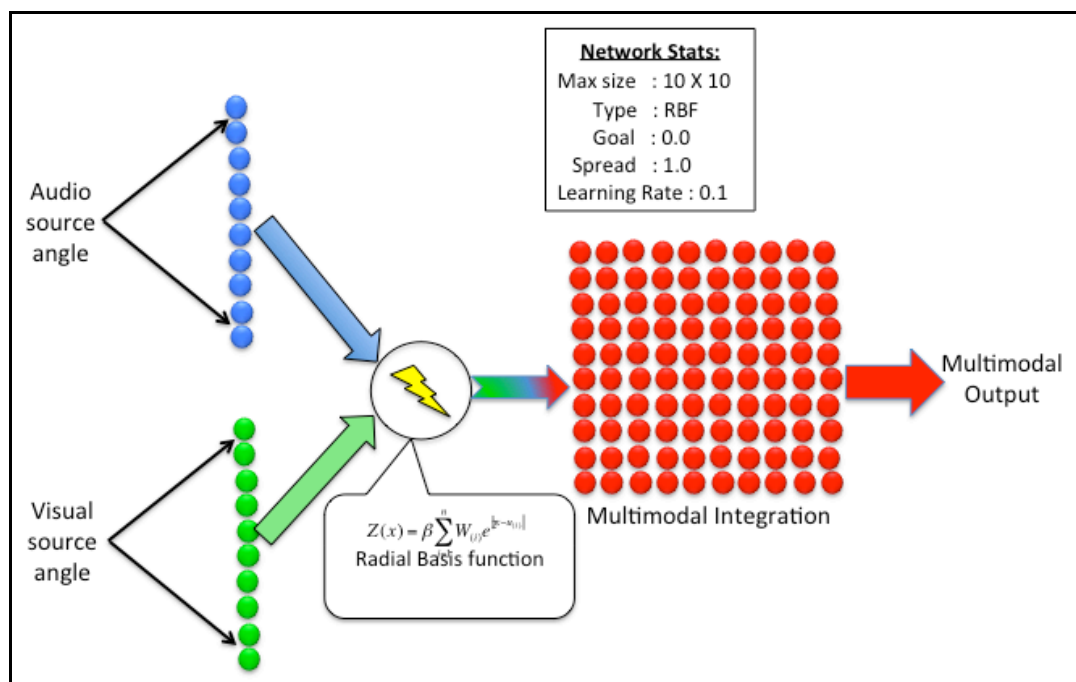 Network Stats:
Max size : 10 X 10
Type : RBF
Goal : 0.0
Spread : 1.0
Learning Rate : 0.1
Audio
source
angle
Visual
source
angle
Z(x) = β∑W(i)e
Radial Basis function
Multimodal Integration
Multimodal
Output